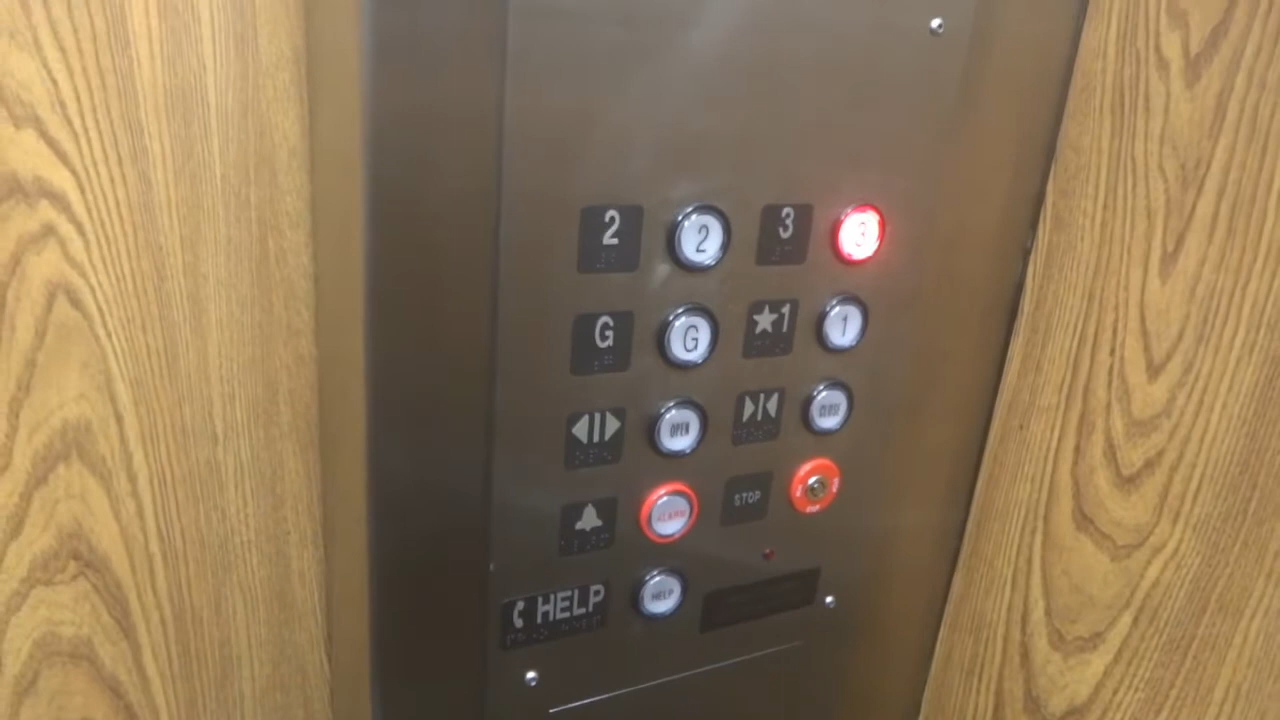 2 2 3 3
G G ★1 1
OPEN CLOSE
ALARM STOP
HELP HELP